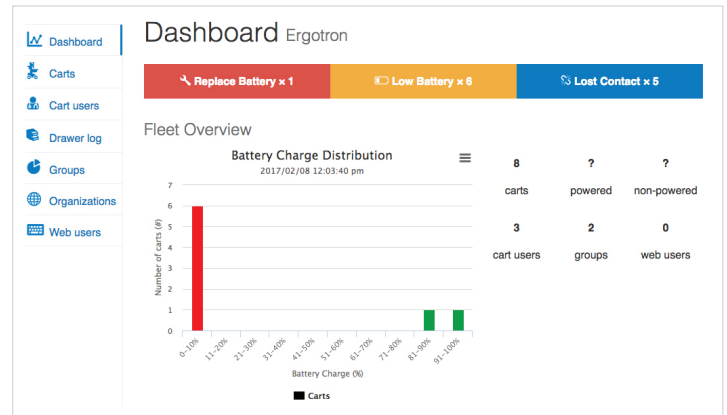 Dashboard
Carts
Cart users
Drawer log
Groups
Organizations
Web users
Dashboard Ergotron
Replace Battery x 1
Low Battery x 6
Lost Contact x 5
Fleet Overview
Battery Charge Distribution
2017/02/08 12:03:40 pm
Number of carts (#)
7
6
5
4
3
2
1
0
0-10%
11-20%
21-30%
31-40%
41-50%
51-60%
61-70%
71-80%
81-90%
91-100%
Battery Charge (%)
Carts
8 ? ?
carts powered non-powered
3 2 0
cart users groups web users